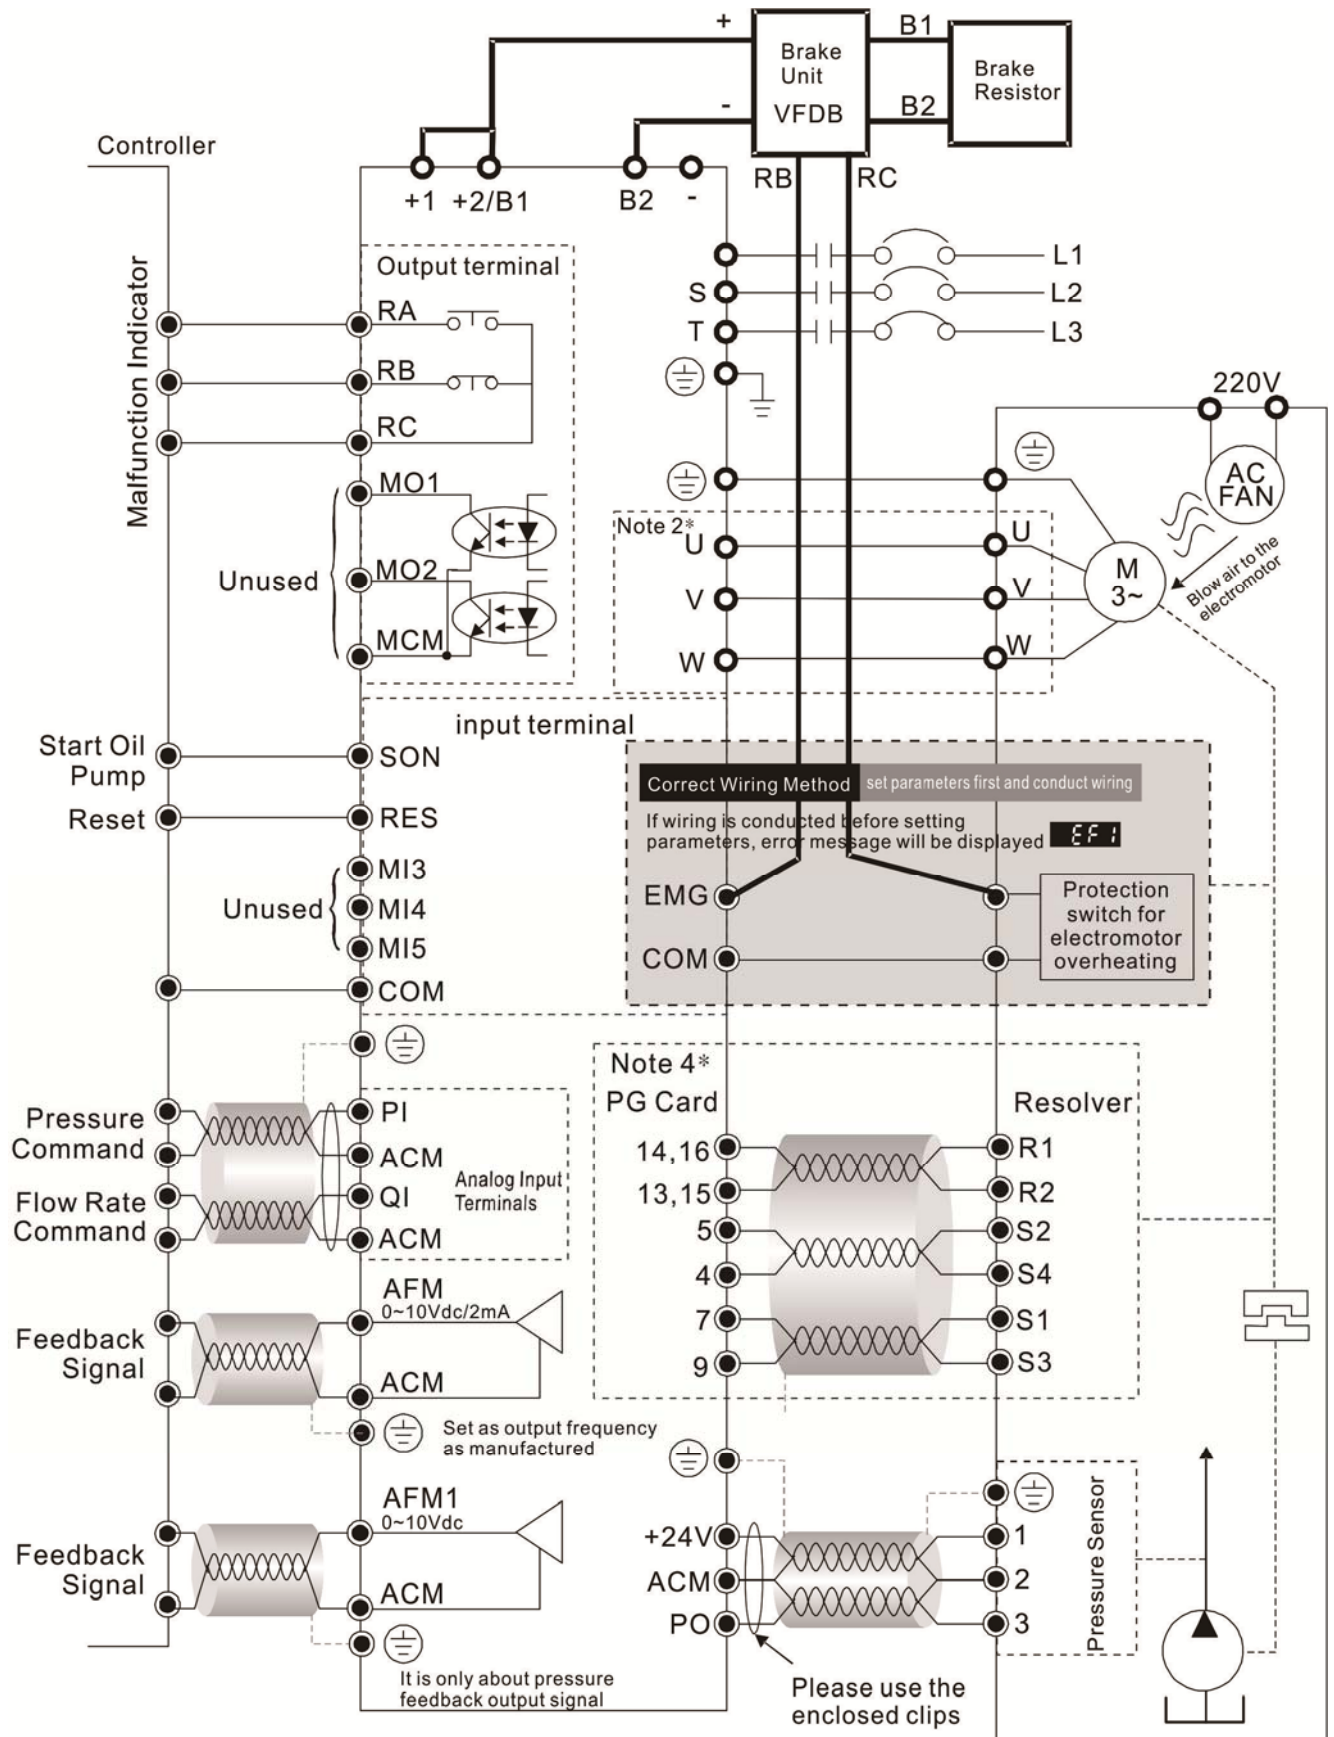 +
B1
Brake
Unit
VFDB
Brake
Resistor
-
B2
Controller
RB
RC
+1
+2/B1
B2
-
Output terminal
L1
S
L2
T
L3
Malfunction Indicator
RA
RB
RC
220V
AC
FAN
MO1
Note 2*
U
U
M
3~
Blow air to the
electromotor
Unused
MO2
V
V
MCM
W
W
input terminal
Start Oil
Pump
SON
Correct Wiring Method
set parameters first and conduct wiring
Reset
RES
If wiring is conducted before setting
parameters, error message will be displayed
EF1
MI3
Unused
MI4
MI5
EMG
Protection
switch for
electromotor
overheating
COM
COM
Note 4*
PG Card
Resolver
Pressure
Command
PI
ACM
Analog Input
Terminals
Flow Rate
Command
QI
ACM
14,16
R1
13,15
R2
5
S2
4
S4
7
S1
9
S3
AFM
0~10Vdc/2mA
Feedback
Signal
ACM
Set as output frequency
as manufactured
AFM1
0~10Vdc
Feedback
Signal
ACM
It is only about pressure
feedback output signal
+24V
1
ACM
2
PO
3
Pressure Sensor
Please use the
enclosed clips